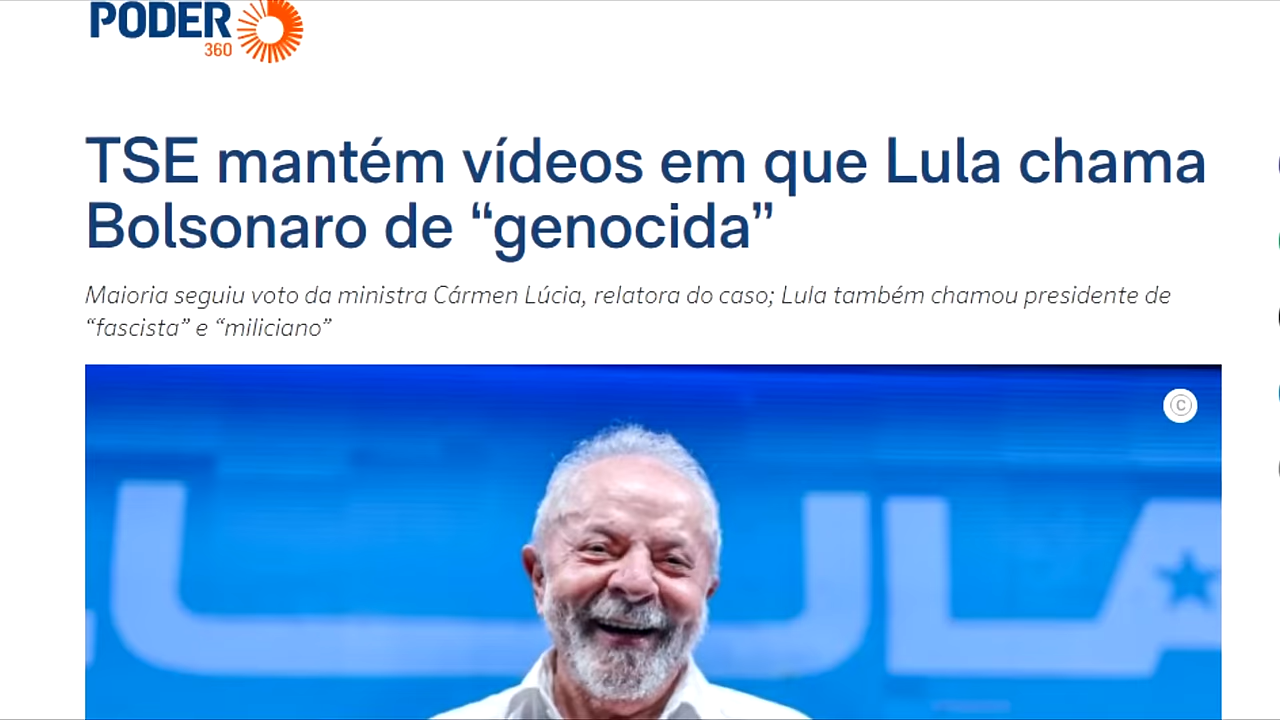 PODER
360
TSE mantém vídeos em que Lula chama
Bolsonaro de “genocida”
Maioria seguiu voto da ministra Cármen Lúcia, relatora do caso; Lula também chamou presidente de
“fascista” e “miliciano”
©
LULA